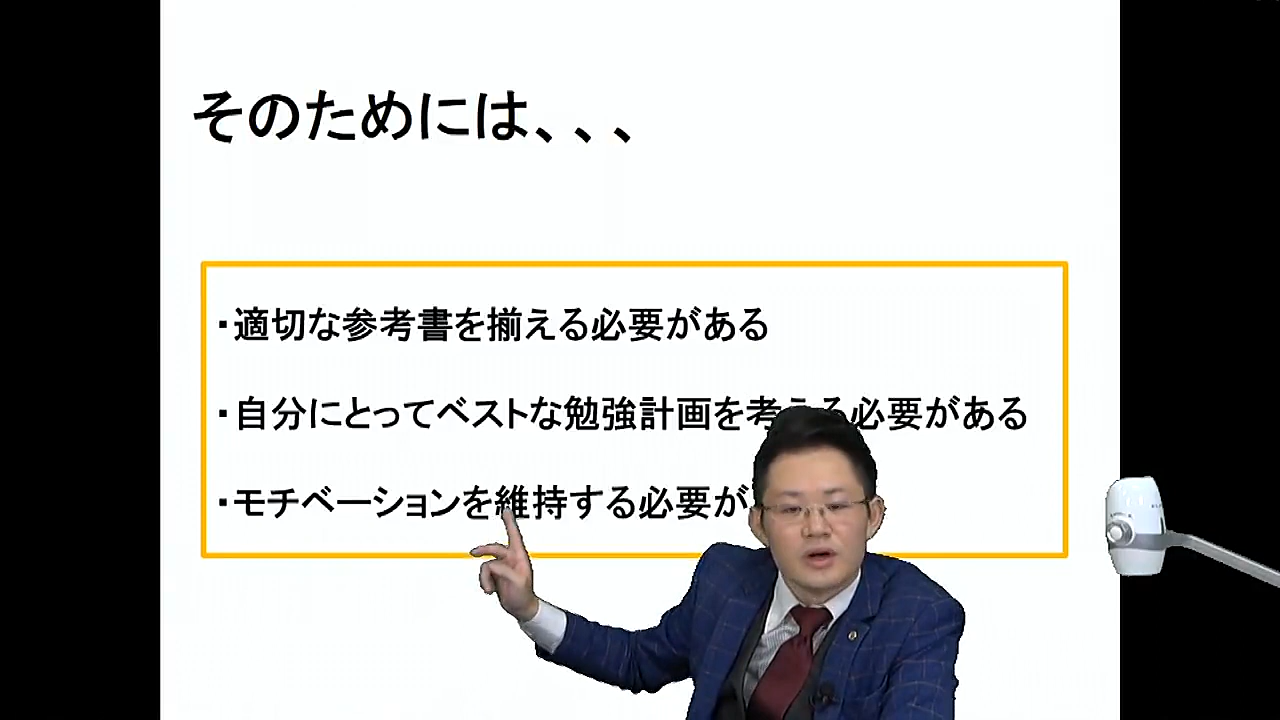 そのためには、、、
・適切な参考書を揃える必要がある
・自分にとってベストな勉強計画を考える必要がある
・モチベーションを維持する必要が